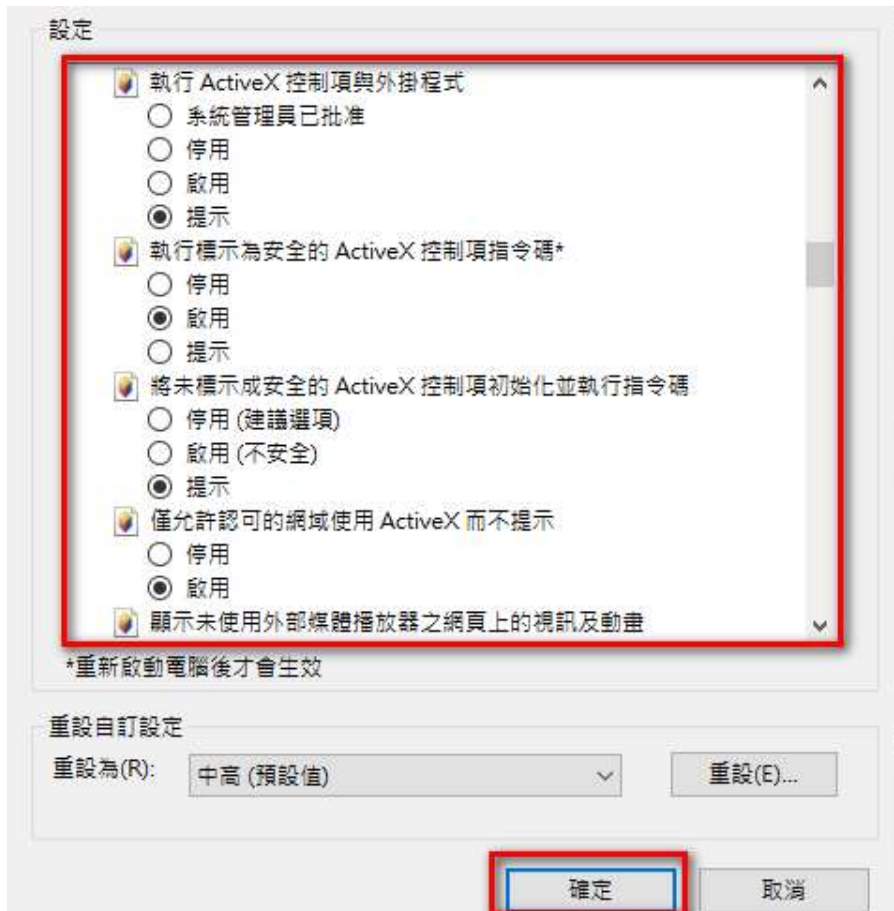 設定
執行 ActiveX 控制項與外掛程式
系統管理員已批准
停用
啟用
提示
執行標示為安全的 ActiveX 控制項指令碼*
停用
啟用
提示
將未標示成安全的 ActiveX 控制項初始化並執行指令碼
停用 (建議選項)
啟用 (不安全)
提示
僅允許認可的網域使用 ActiveX 而不提示
停用
啟用
顯示未使用外部媒體播放器之網頁上的視訊及動畫
*重新啟動電腦後才會生效
重設自訂設定
重設為(R): 中高 (預設值) 重設(E)...
確定 取消